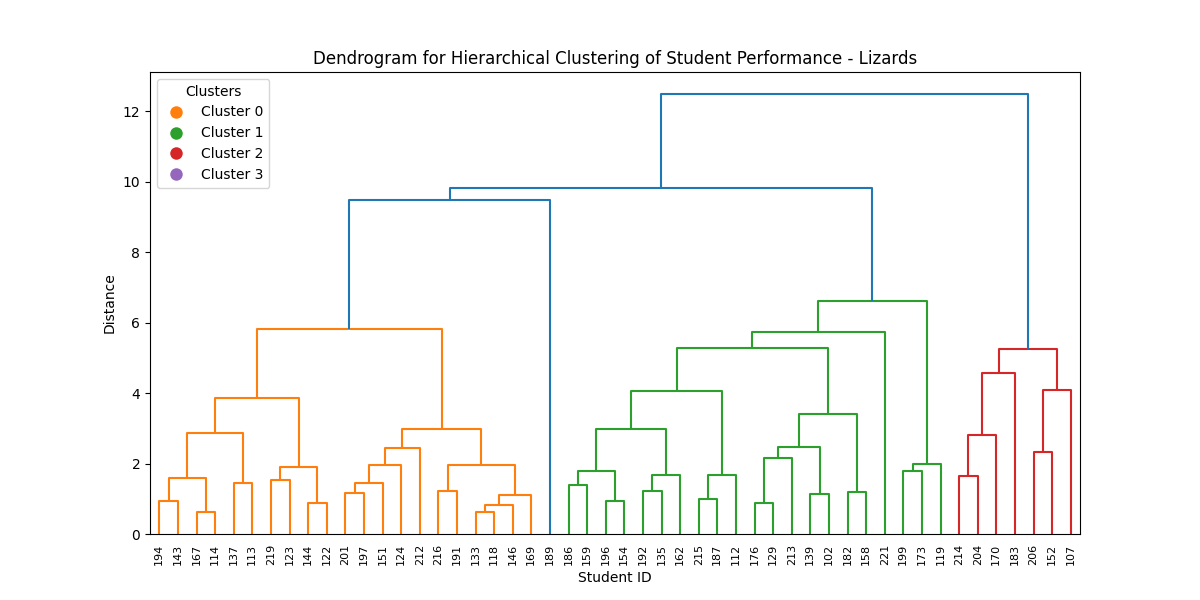 Dendrogram for Hierarchical Clustering of Student Performance - Lizards
Clusters
Cluster 0
Cluster 1
Cluster 2
Cluster 3
12
10
8
6
4
2
0
Distance
194 143 167 114 137 113 219 123 144 122 201 197 151 124 212 216 191 133 118 146 169 189 186 159 196 154 192 135 162 215 187 112 176 129 213 139 102 182 158 221 199 173 119 214 204 170 183 206 152 107
Student ID